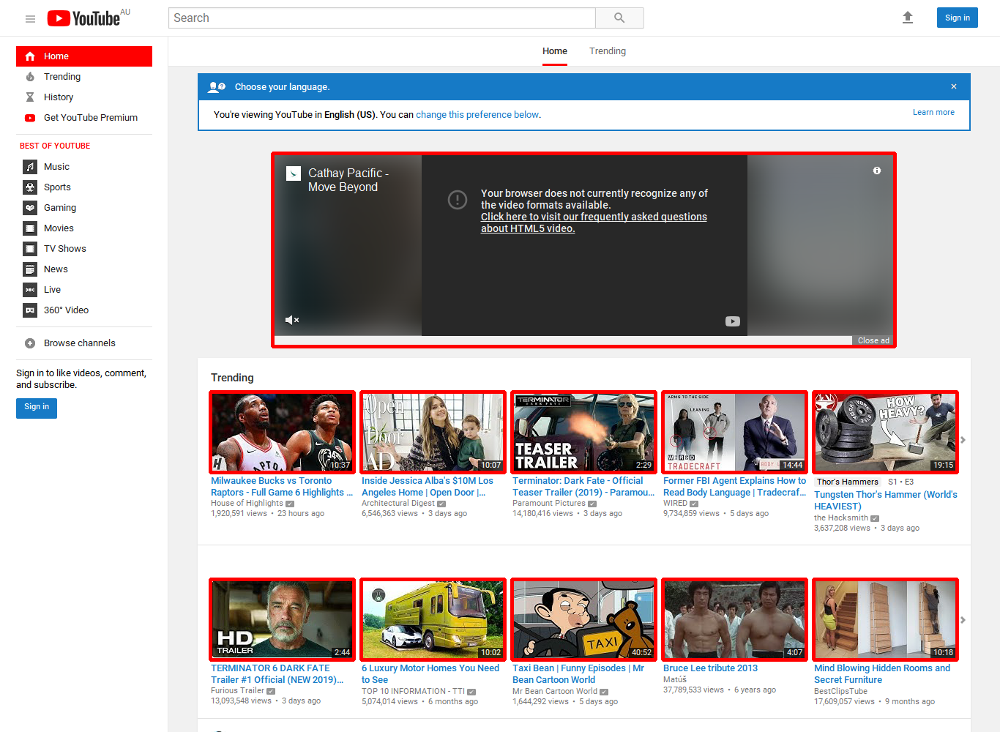 YouTube AU
Search
Sign in
Home
Trending
History
Get YouTube Premium
BEST OF YOUTUBE
Music
Sports
Gaming
Movies
TV Shows
News
Live
360° Video
Browse channels
Sign in to like videos, comment,
and subscribe.
Sign in
Home Trending
Choose your language. ×
You're viewing YouTube in English (US). You can change this preference below.
Learn more
Cathay Pacific -
Move Beyond
Your browser does not currently recognize any of
the video formats available.
Click here to visit our frequently asked questions
about HTML5 video.
Close ad
Trending
RAPTO
34
10:37
Milwaukee Bucks vs Toronto
Raptors - Full Game 6 Highlights ...
House of Highlights
1,920,591 views • 23 hours ago
Open
Door
AD
10:07
Inside Jessica Alba's $10M Los
Angeles Home | Open Door |...
Architectural Digest
6,546,363 views • 3 days ago
TERMINATOR
DARK FATE
TEASER
TRAILER
2:29
Terminator: Dark Fate - Official
Teaser Trailer (2019) - Paramou...
Paramount Pictures
14,180,416 views • 3 days ago
ARMS TO THE SIDE
LEANING
WIRED
TRADECRAFT
BODY L
14:44
Former FBI Agent Explains How to
Read Body Language | Tradecraf...
WIRED
9,734,859 views • 5 days ago
HOW
HEAVY?
YORK
19:15
Thor's Hammers S1 • E3
Tungsten Thor's Hammer (World's
HEAVIEST)
the Hacksmith
3,637,208 views • 3 days ago
HD
TRAILER
2:44
TERMINATOR 6 DARK FATE
Trailer #1 Official (NEW 2019)...
Furious Trailer
13,093,548 views • 3 days ago
10:02
6 Luxury Motor Homes You Need
to See
TOP 10 INFORMATION - TTI
5,074,014 views • 6 months ago
TAXI
40:52
Taxi Bean | Funny Episodes | Mr
Bean Cartoon World
Mr Bean Cartoon World
1,644,292 views • 5 days ago
4:07
Bruce Lee tribute 2013
Matúš
37,789,533 views • 6 years ago
10:18
Mind Blowing Hidden Rooms and
Secret Furniture
BestClipsTube
17,609,057 views • 9 months ago